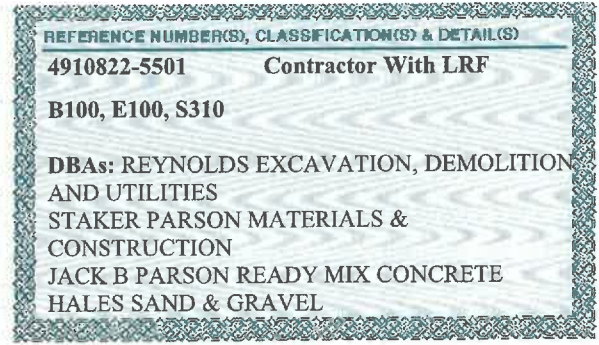 REFERENCE NUMBER(S), CLASSIFICATION(S) & DETAIL(S)
4910822-5501 Contractor With LRF
B100, E100, S310
DBAs: REYNOLDS EXCAVATION, DEMOLITION
AND UTILITIES
STAKER PARSON MATERIALS &
CONSTRUCTION
JACK B PARSON READY MIX CONCRETE
HALES SAND & GRAVEL